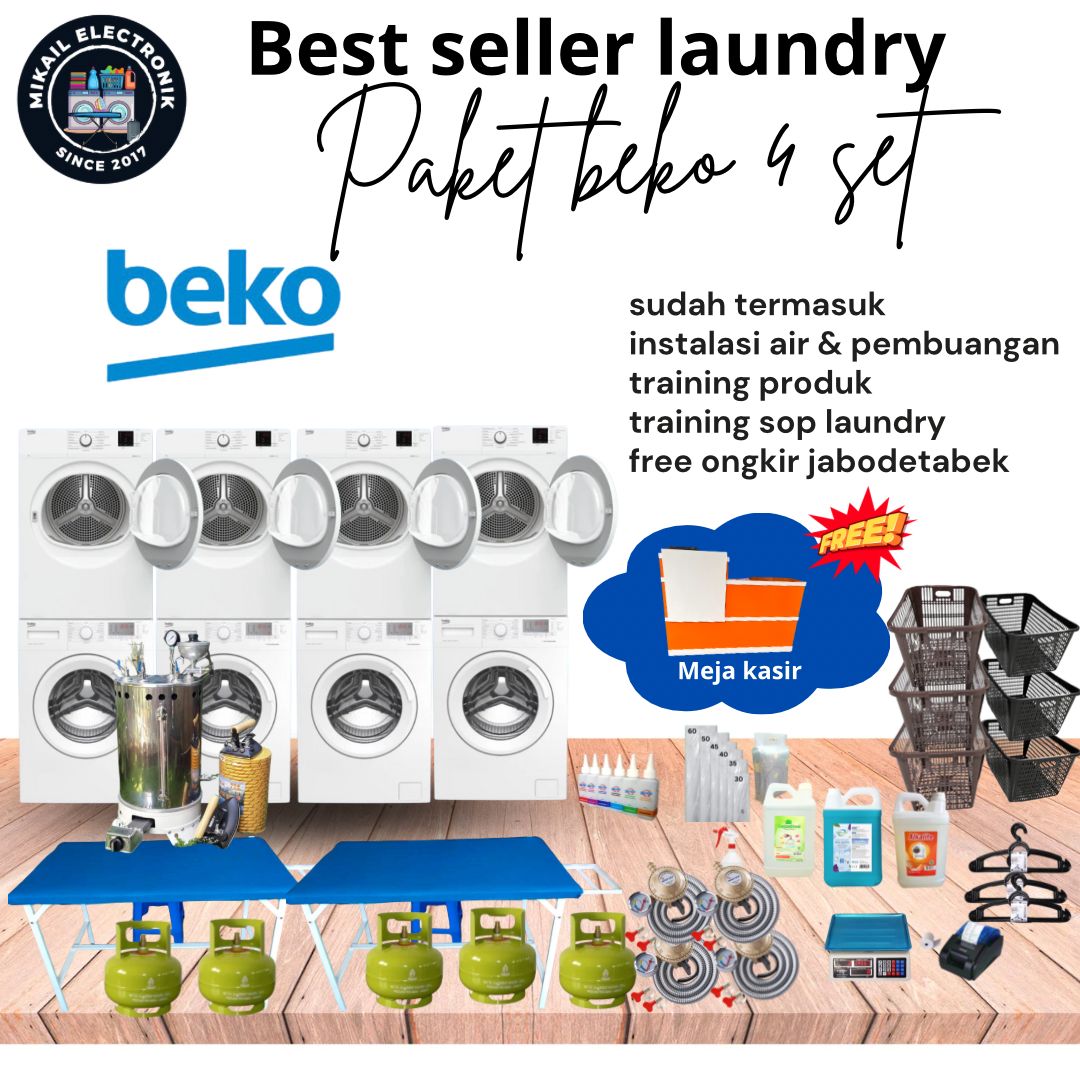 MIKAIL ELECTRONIK
SINCE 2017
Best seller laundry
Paket beko 4 set
beko
sudah termasuk
instalasi air & pembuangan
training produk
training sop laundry
free ongkir jabodetabek
FREE!
Meja kasir
60
50
45
40
35
30